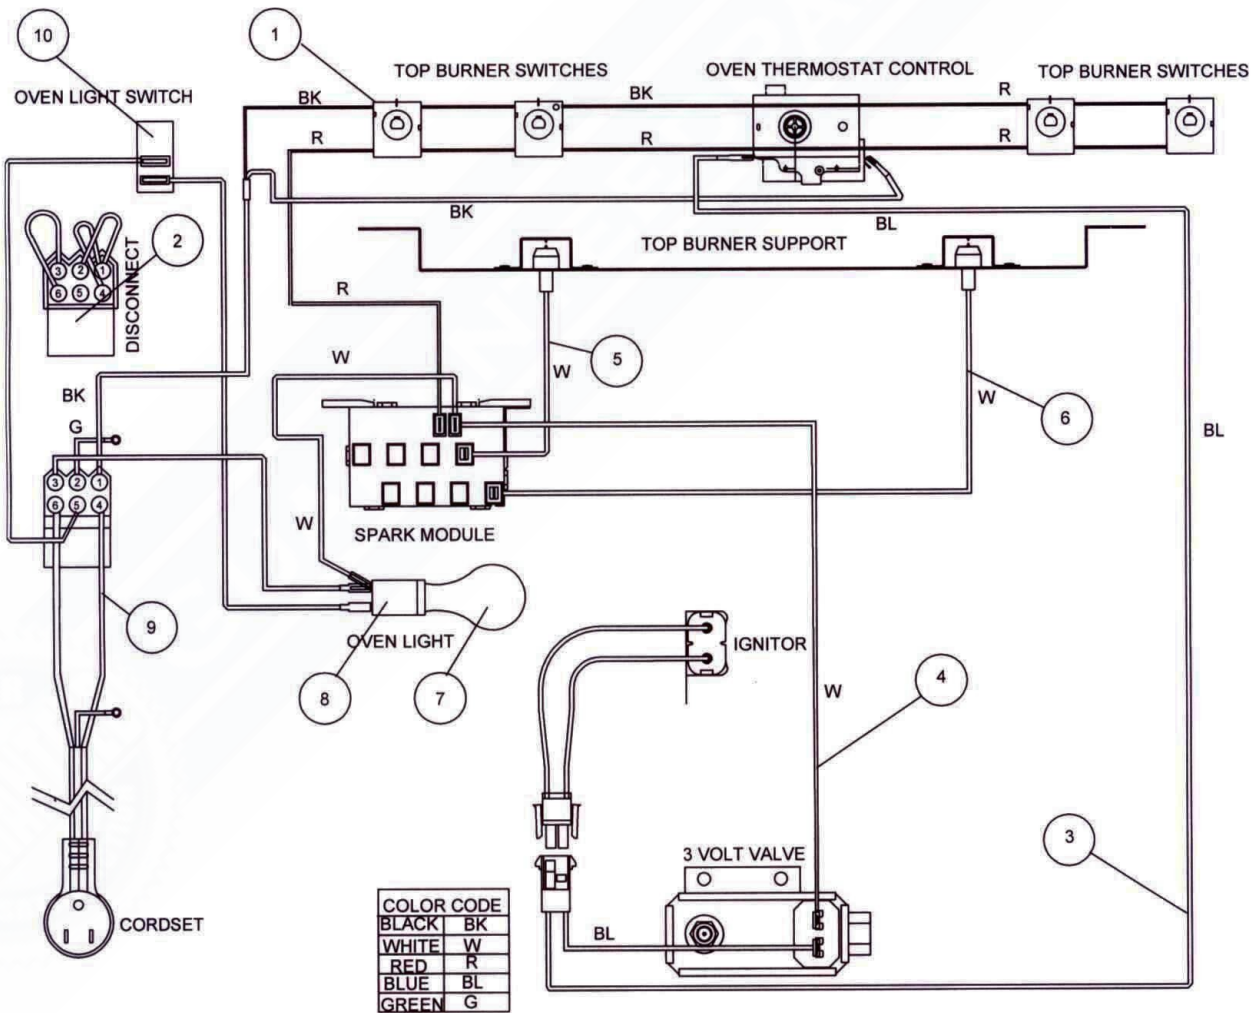 10
1
TOP BURNER SWITCHES
OVEN THERMOSTAT CONTROL
TOP BURNER SWITCHES
OVEN LIGHT SWITCH
BK
BK
R
R
R
R
BK
BL
2
DISCONNECT
3 2 1
6 5 4
TOP BURNER SUPPORT
R
W
5
W
6
W
BK
G
BL
3 2 1
6 5 4
W
SPARK MODULE
9
OVEN LIGHT
8
7
IGNITOR
4
W
3
3 VOLT VALVE
BL
CORDSET
COLOR CODE
BLACK BK
WHITE W
RED R
BLUE BL
GREEN G